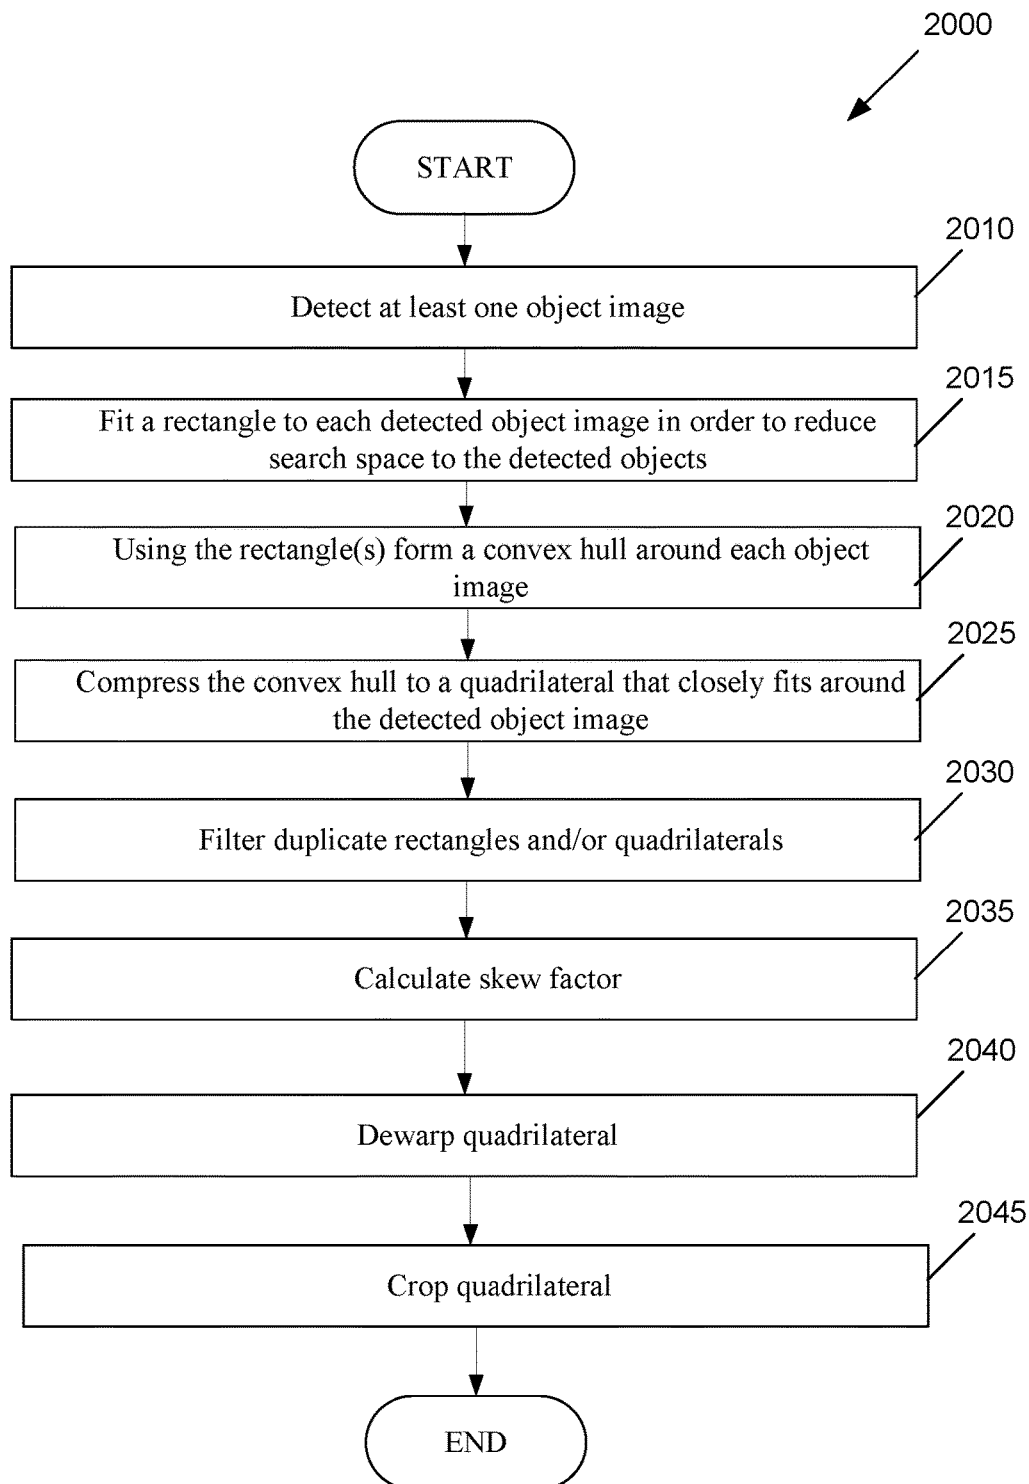 2000
START
2010
Detect at least one object image
2015
Fit a rectangle to each detected object image in order to reduce
search space to the detected objects
2020
Using the rectangle(s) form a convex hull around each object
image
2025
Compress the convex hull to a quadrilateral that closely fits around
the detected object image
2030
Filter duplicate rectangles and/or quadrilaterals
2035
Calculate skew factor
2040
Dewarp quadrilateral
2045
Crop quadrilateral
END